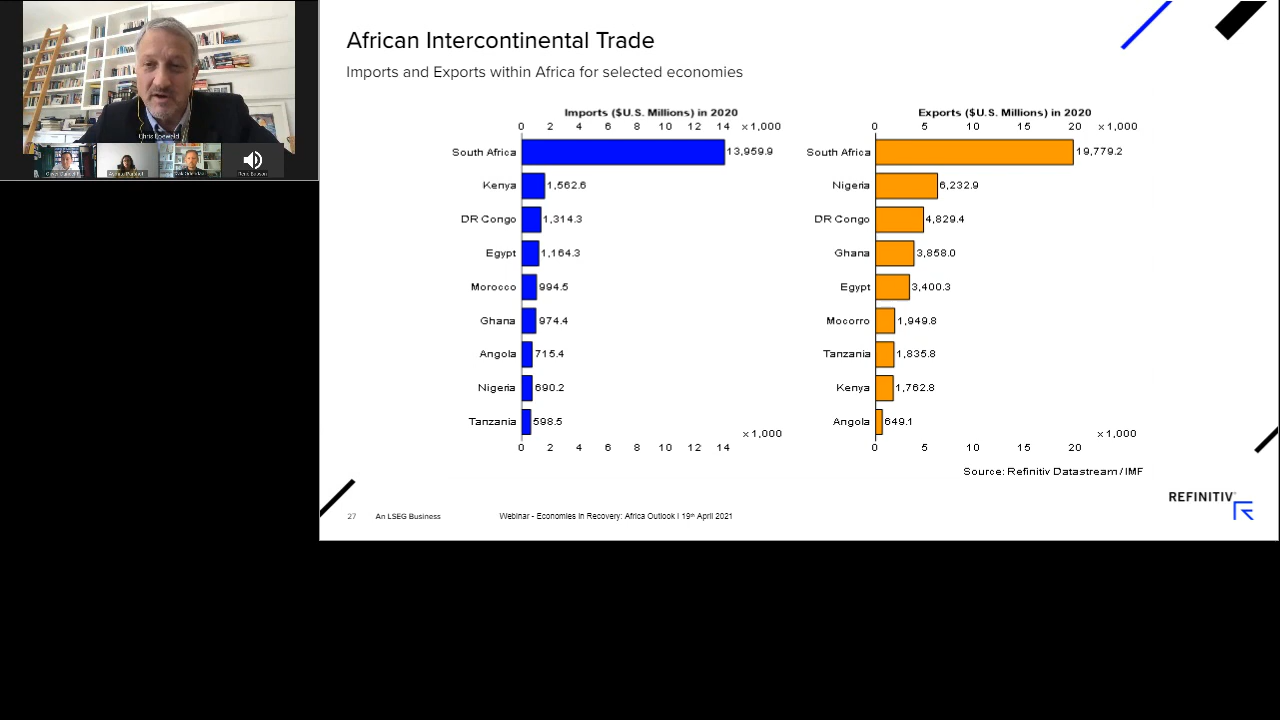 African Intercontinental Trade
Imports and Exports within Africa for selected economies
Imports ($U.S. Millions) in 2020
0 2 4 6 8 10 12 14 x 1,000
South Africa 13,959.9
Kenya 1,562.6
DR Congo 1,314.3
Egypt 1,164.3
Morocco 994.5
Ghana 974.4
Angola 715.4
Nigeria 690.2
Tanzania 598.5
x 1,000
0 2 4 6 8 10 12 14
Exports ($U.S. Millions) in 2020
0 5 10 15 20 x 1,000
South Africa 19,779.2
Nigeria 6,232.9
DR Congo 4,829.4
Ghana 3,858.0
Egypt 3,400.3
Mocorro 1,949.8
Tanzania 1,835.8
Kenya 1,762.8
Angola 649.1
x 1,000
0 5 10 15 20
Source: Refinitiv Datastream / IMF
REFINITIV
27 An LSEG Business Webinar - Economies in Recovery: Africa Outlook I 19th April 2021
Chris